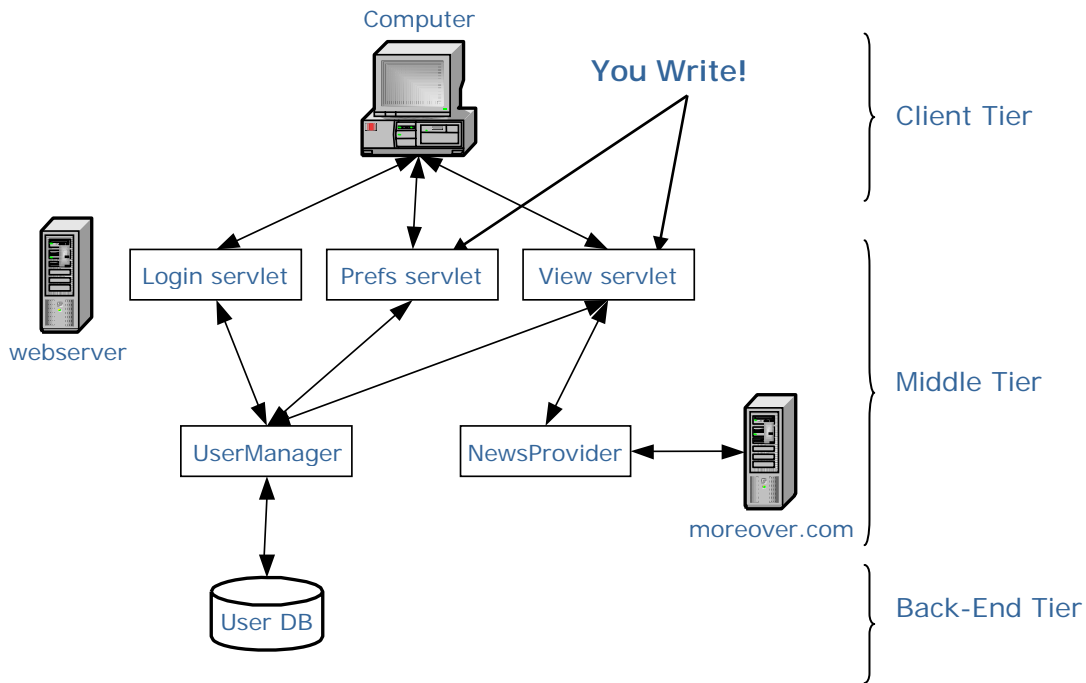 Computer
You Write!
Client Tier
Login servlet
Prefs servlet
View servlet
webserver
Middle Tier
UserManager
NewsProvider
moreover.com
User DB
Back-End Tier